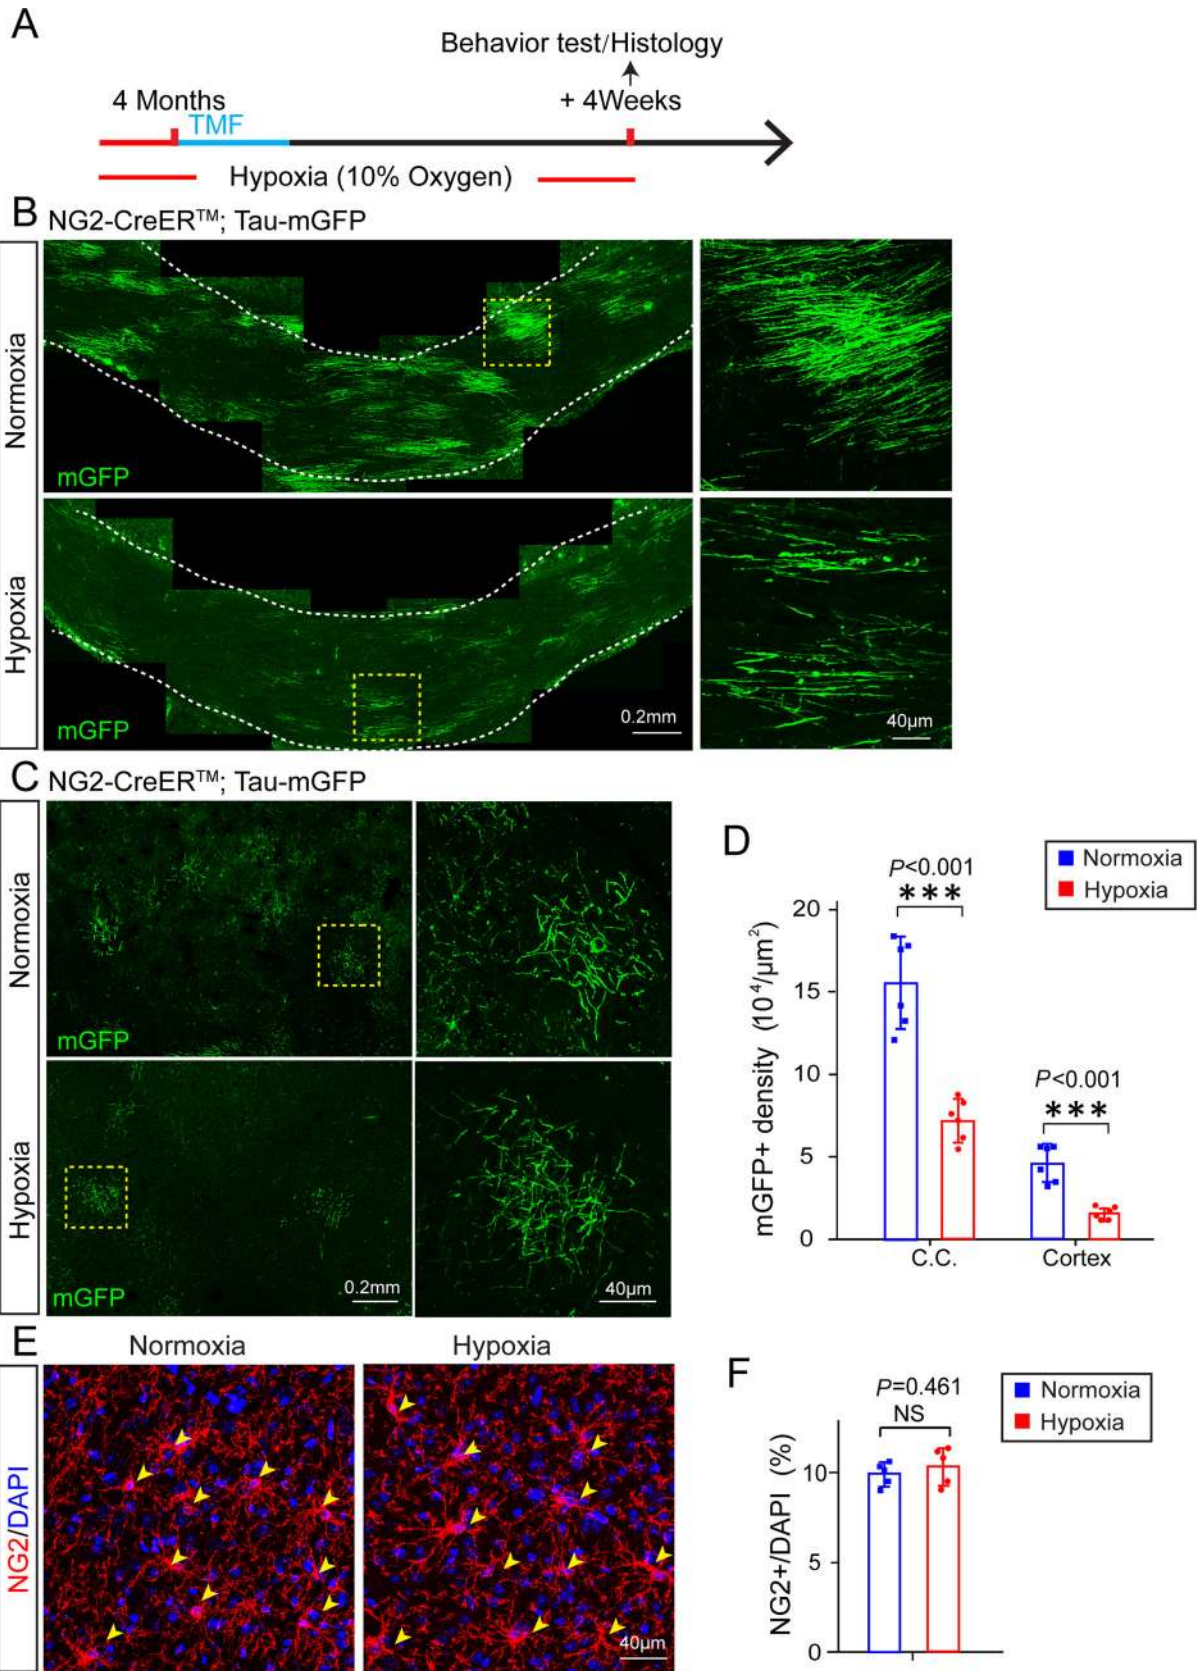 A
Behavior test/Histology
4 Months
+ 4Weeks
TMF
Hypoxia (10% Oxygen)
B
NG2-CreER™; Tau-mGFP
Normoxia
mGFP
Hypoxia
mGFP
0.2mm
40µm
C
NG2-CreER™; Tau-mGFP
Normoxia
mGFP
Hypoxia
mGFP
0.2mm
40µm
D
Normoxia
Hypoxia
mGFP+ density (10⁴/µm²)
20
15
10
5
0
P<0.001
***
P<0.001
***
C.C.
Cortex
E
Normoxia
Hypoxia
NG2/DAPI
40µm
F
Normoxia
Hypoxia
P=0.461
NS
NG2+/DAPI (%)
10
5
0